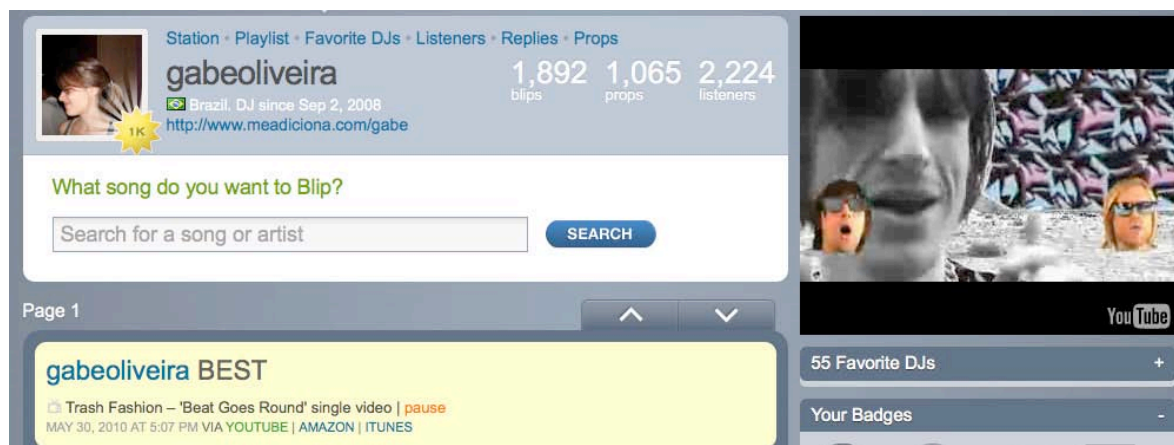 Station • Playlist • Favorite DJs • Listeners • Replies • Props
gabeoliveira
1,892 1,065 2,224
blips props listeners
Brazil. DJ since Sep 2, 2008
http://www.meadiciona.com/gabe
1K
What song do you want to Blip?
Search for a song or artist
SEARCH
Page 1
gabeoliveira BEST
Trash Fashion – 'Beat Goes Round' single video | pause
MAY 30, 2010 AT 5:07 PM VIA YOUTUBE | AMAZON | ITUNES
YouTube
55 Favorite DJs +
Your Badges -